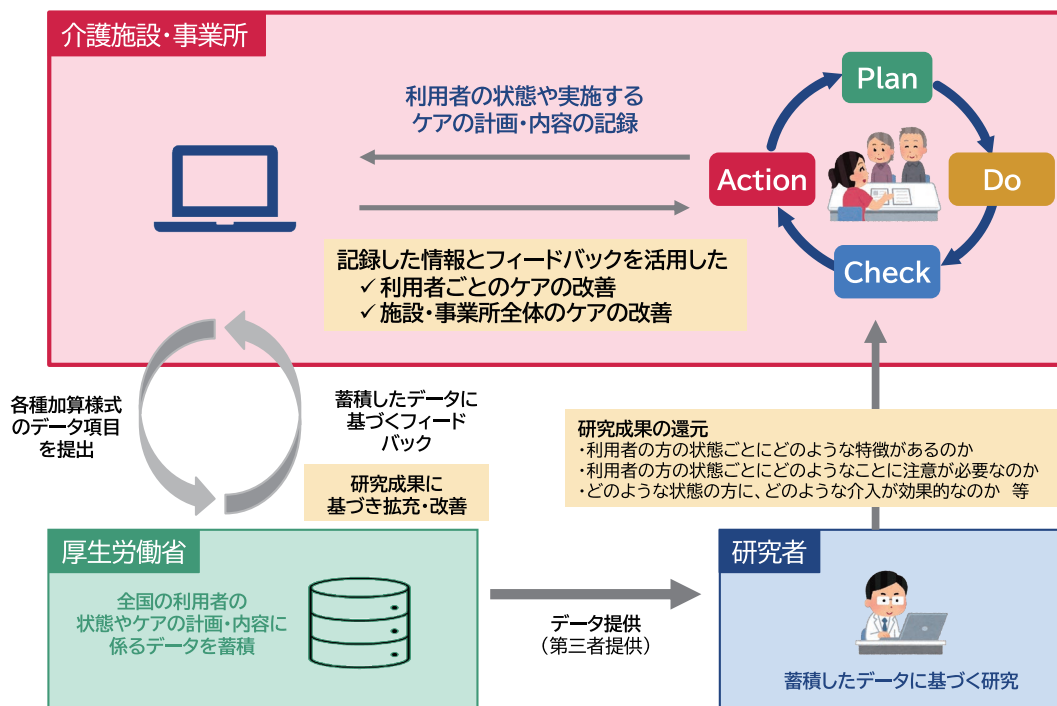 介護施設・事業所
利用者の状態や実施する
ケアの計画・内容の記録
Plan
Do
Check
Action
記録した情報とフィードバックを活用した
✓利用者ごとのケアの改善
✓施設・事業所全体のケアの改善
各種加算様式
のデータ項目
を提出
蓄積したデータに
基づくフィード
バック
研究成果に
基づき拡充・改善
研究成果の還元
・利用者の方の状態ごとにどのような特徴があるのか
・利用者の方の状態ごとにどのようなことに注意が必要なのか
・どのような状態の方に、どのような介入が効果的なのか 等
厚生労働省
全国の利用者の
状態やケアの計画・内容に
係るデータを蓄積
データ提供
（第三者提供）
研究者
蓄積したデータに基づく研究